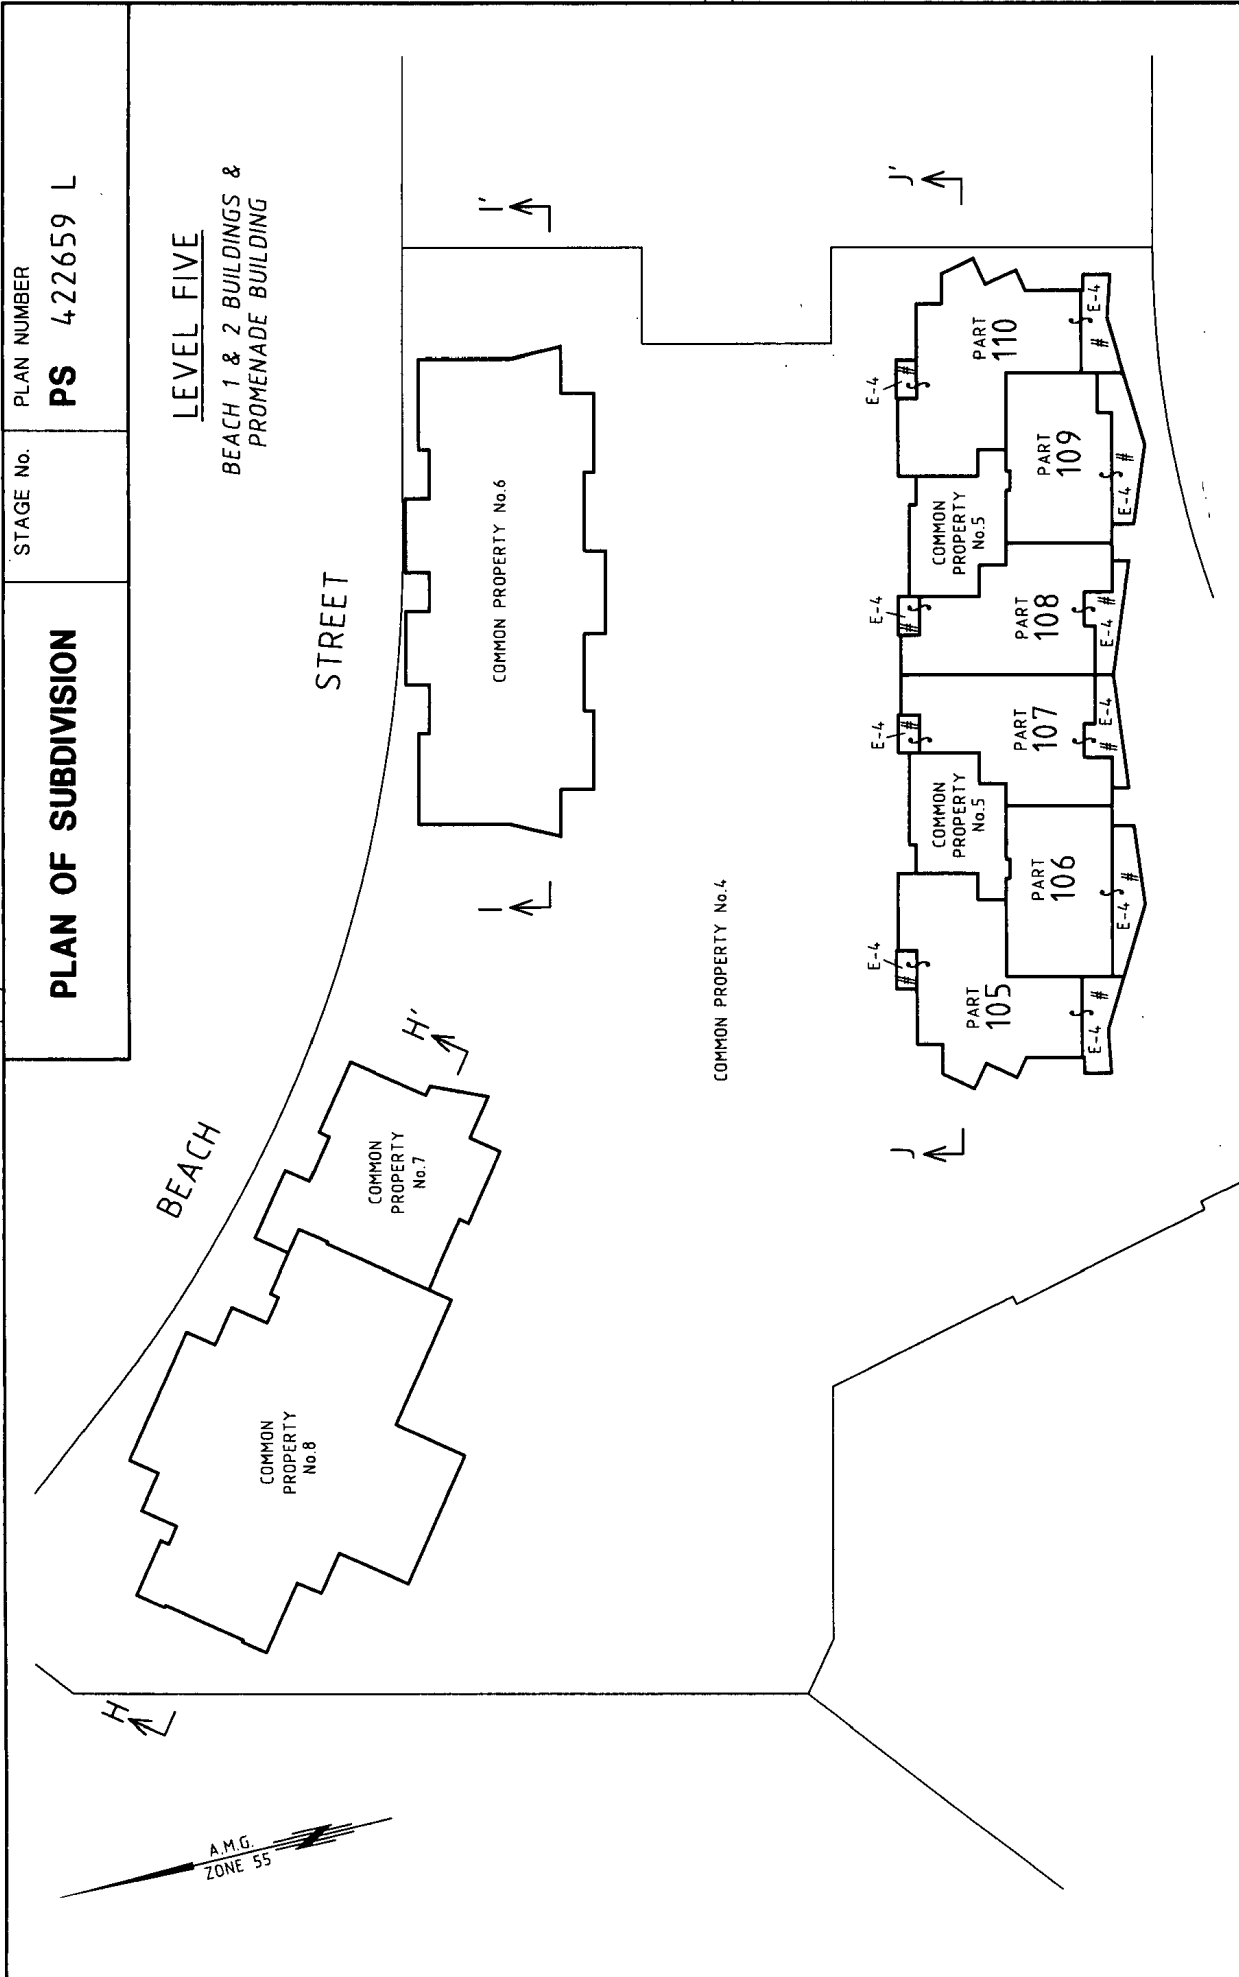 PLAN OF SUBDIVISION
STAGE No.
PLAN NUMBER
PS 422659 L
LEVEL FIVE
BEACH 1 & 2 BUILDINGS &
PROMENADE BUILDING
BEACH
STREET
H
H'
I
I'
J
J'
A.M.G.
ZONE 55
COMMON
PROPERTY
No.8
COMMON
PROPERTY
No.7
COMMON PROPERTY No.6
COMMON PROPERTY No.4
E-4
#
PART
105
E-4
#
COMMON
PROPERTY
No.5
PART
106
E-4
#
E-4
#
PART
107
E-4
#
E-4
#
PART
108
E-4
#
COMMON
PROPERTY
No.5
PART
109
E-4
#
E-4
#
PART
110
E-4
#